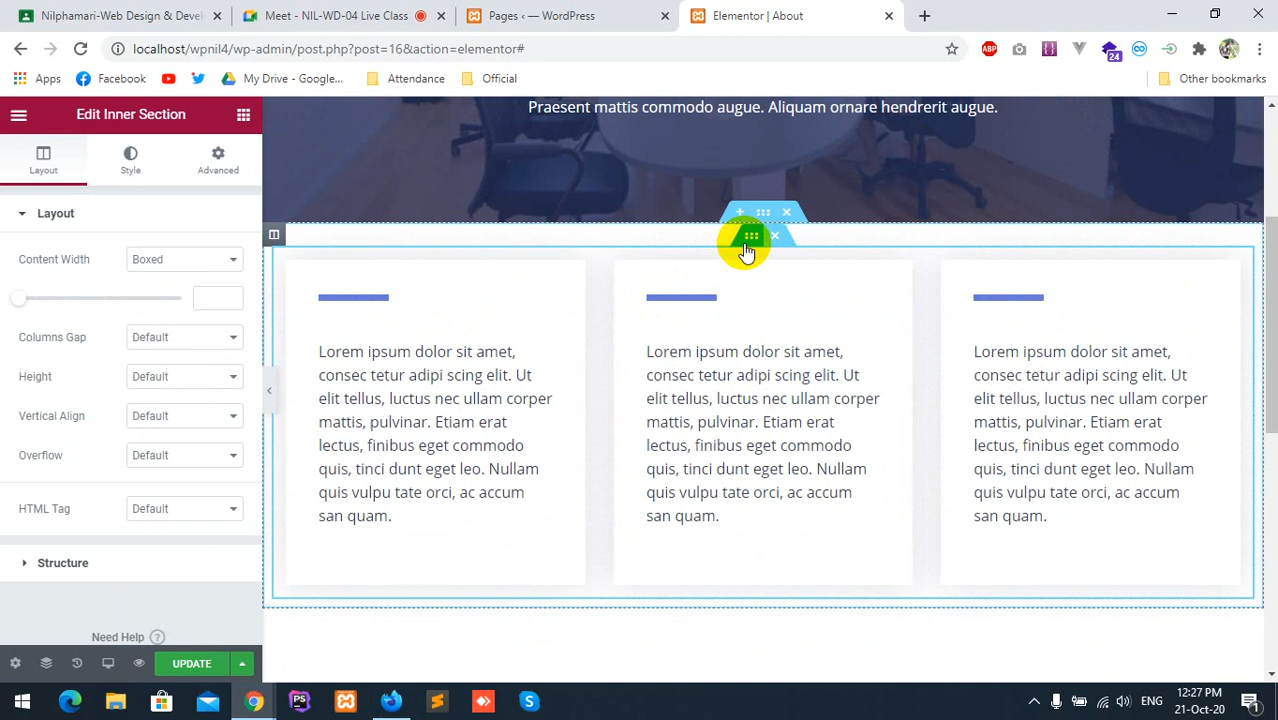 Nilphamari-Web Design & Devel
Meet - NIL-WD-04 Live Class
Pages ‹ — WordPress
Elementor | About
localhost/wpnil4/wp-admin/post.php?post=16&action=elementor#
ABP
24
Apps
Facebook
My Drive - Google...
Attendance
Official
Other bookmarks
Edit Inner Section
Layout
Style
Advanced
Layout
Content Width
Boxed
Columns Gap
Default
Height
Default
Vertical Align
Default
Overflow
Default
HTML Tag
Default
Structure
Need Help
UPDATE
Praesent mattis commodo augue. Aliquam ornare hendrerit augue.
Lorem ipsum dolor sit amet,
consec tetur adipi scing elit. Ut
elit tellus, luctus nec ullam corper
mattis, pulvinar. Etiam erat
lectus, finibus eget commodo
quis, tinci dunt eget leo. Nullam
quis vulpu tate orci, ac accum
san quam.
Lorem ipsum dolor sit amet,
consec tetur adipi scing elit. Ut
elit tellus, luctus nec ullam corper
mattis, pulvinar. Etiam erat
lectus, finibus eget commodo
quis, tinci dunt eget leo. Nullam
quis vulpu tate orci, ac accum
san quam.
Lorem ipsum dolor sit amet,
consec tetur adipi scing elit. Ut
elit tellus, luctus nec ullam corper
mattis, pulvinar. Etiam erat
lectus, finibus eget commodo
quis, tinci dunt eget leo. Nullam
quis vulpu tate orci, ac accum
san quam.
PS
ENG
12:27 PM
21-Oct-20